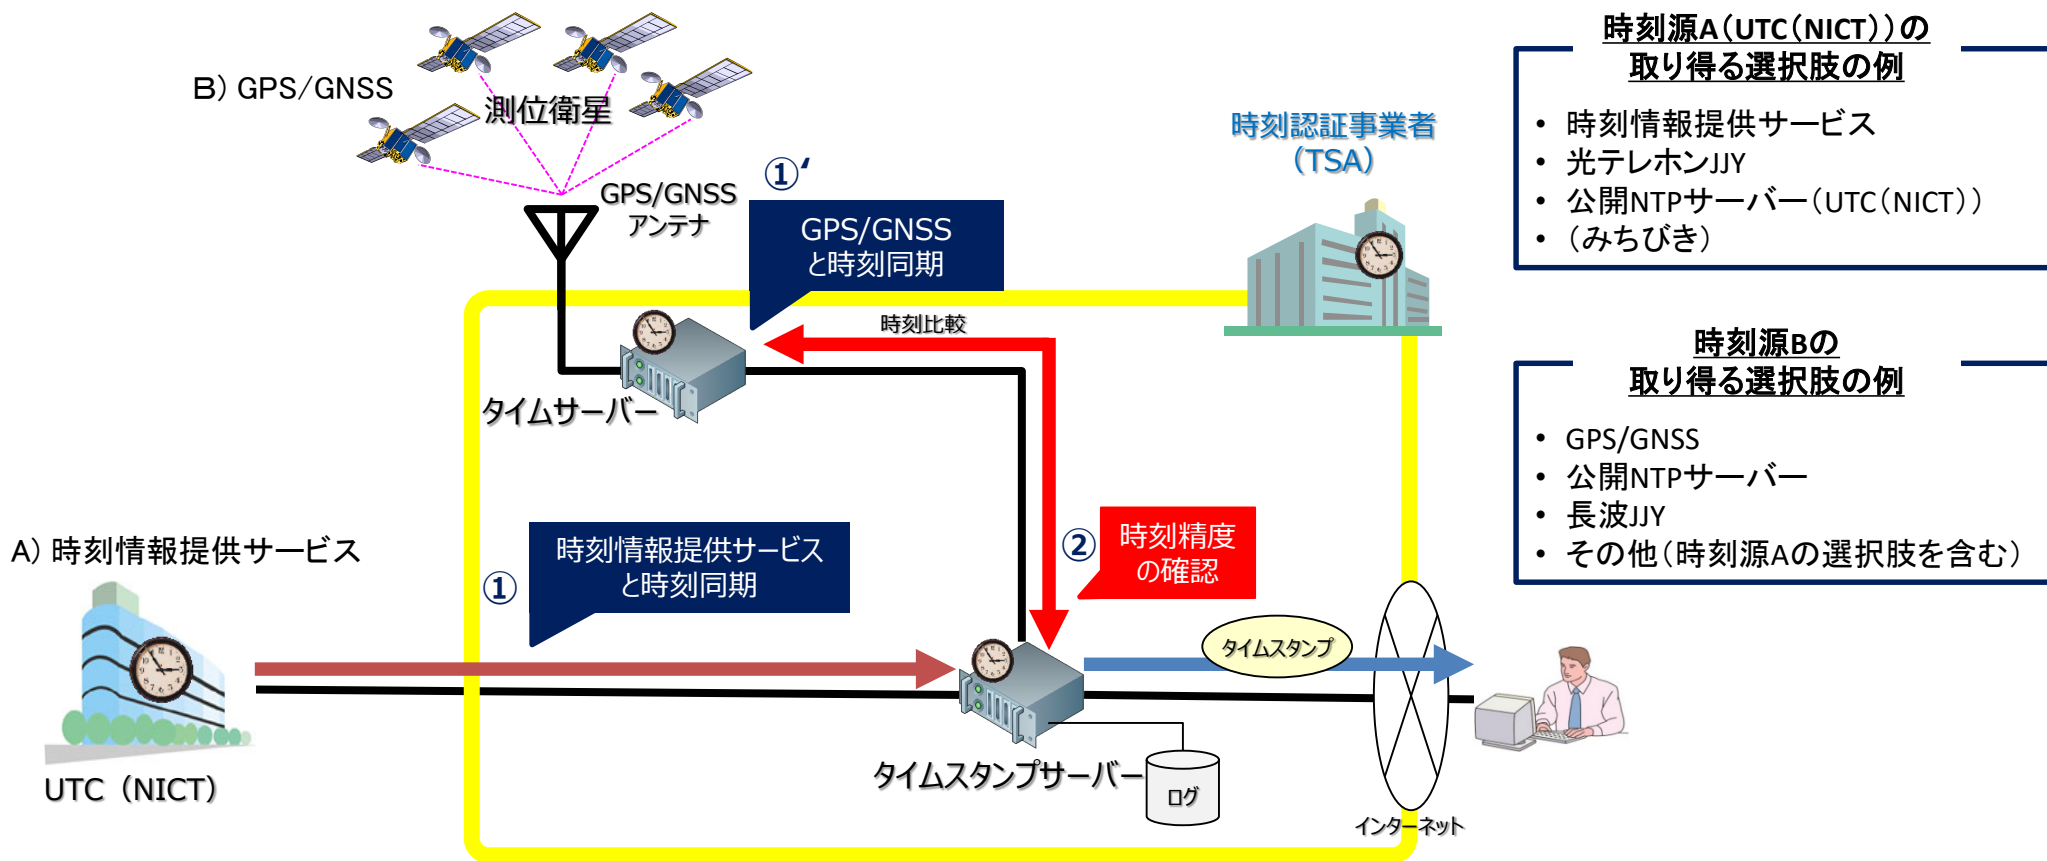 B) GPS/GNSS
測位衛星
GPS/GNSS
アンテナ
①‘
GPS/GNSS
と時刻同期
時刻認証事業者
(TSA)
時刻比較
タイムサーバー
A) 時刻情報提供サービス
①
時刻情報提供サービス
と時刻同期
②
時刻精度
の確認
タイムスタンプ
UTC (NICT)
タイムスタンプサーバー
ログ
インターネット
時刻源A(UTC(NICT))の
取り得る選択肢の例
• 時刻情報提供サービス
• 光テレホンJJY
• 公開NTPサーバー(UTC(NICT))
• (みちびき)
時刻源Bの
取り得る選択肢の例
• GPS/GNSS
• 公開NTPサーバー
• 長波JJY
• その他(時刻源Aの選択肢を含む)